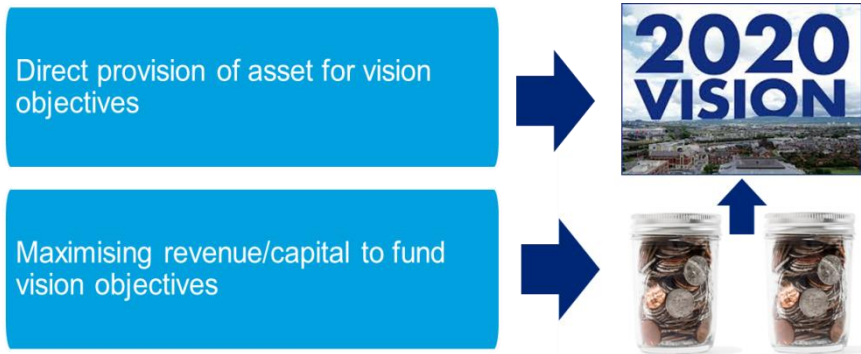 Direct provision of asset for vision
objectives
2020
VISION
Maximising revenue/capital to fund
vision objectives